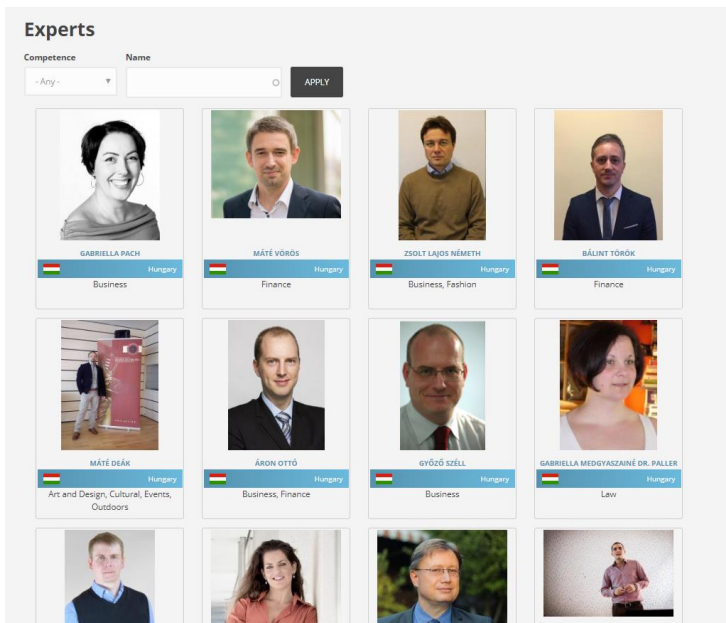 Experts
Competence Name
- Any - APPLY
GABRIELLA PACH MÁTÉ VÖRÖS ZSOLT LAJOS NÉMETH BÁLINT TÖRÖK
Hungary Hungary Hungary Hungary
Business Finance Business, Fashion Finance
MÁTÉ DEÁK ÁRON OTTÓ GYŐZŐ SZÉLL GABRIELLA MEDGYASZAINÉ DR. PALLER
Hungary Hungary Hungary Hungary
Art and Design, Cultural, Events, Business, Finance Business Law
Outdoors